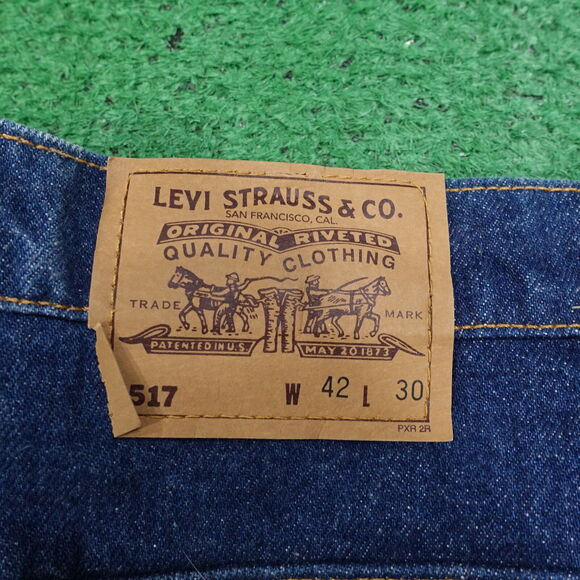 LEVI STRAUSS & CO.
SAN FRANCISCO, CAL.
ORIGINAL RIVETED
QUALITY CLOTHING
TRADE MARK
PATENTED IN U.S. MAY 20 1873
517 W 42 L 30
PXR 2R